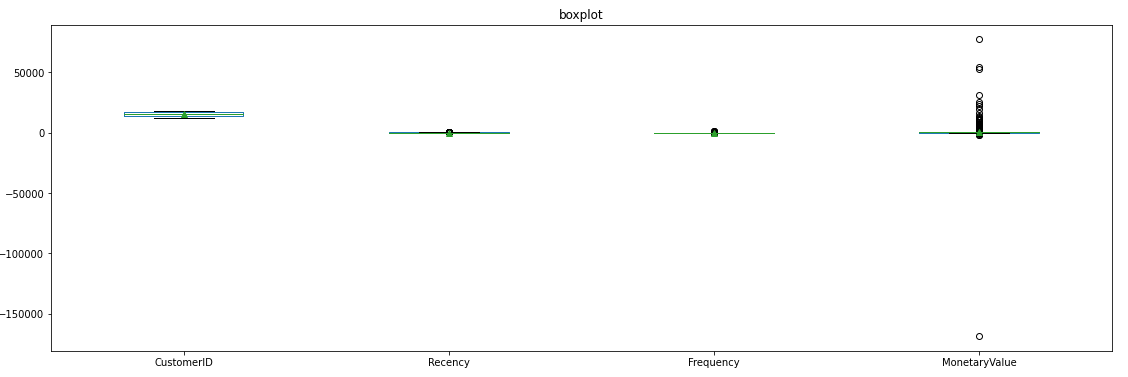 boxplot
50000
0
−50000
−100000
−150000
CustomerID
Recency
Frequency
MonetaryValue